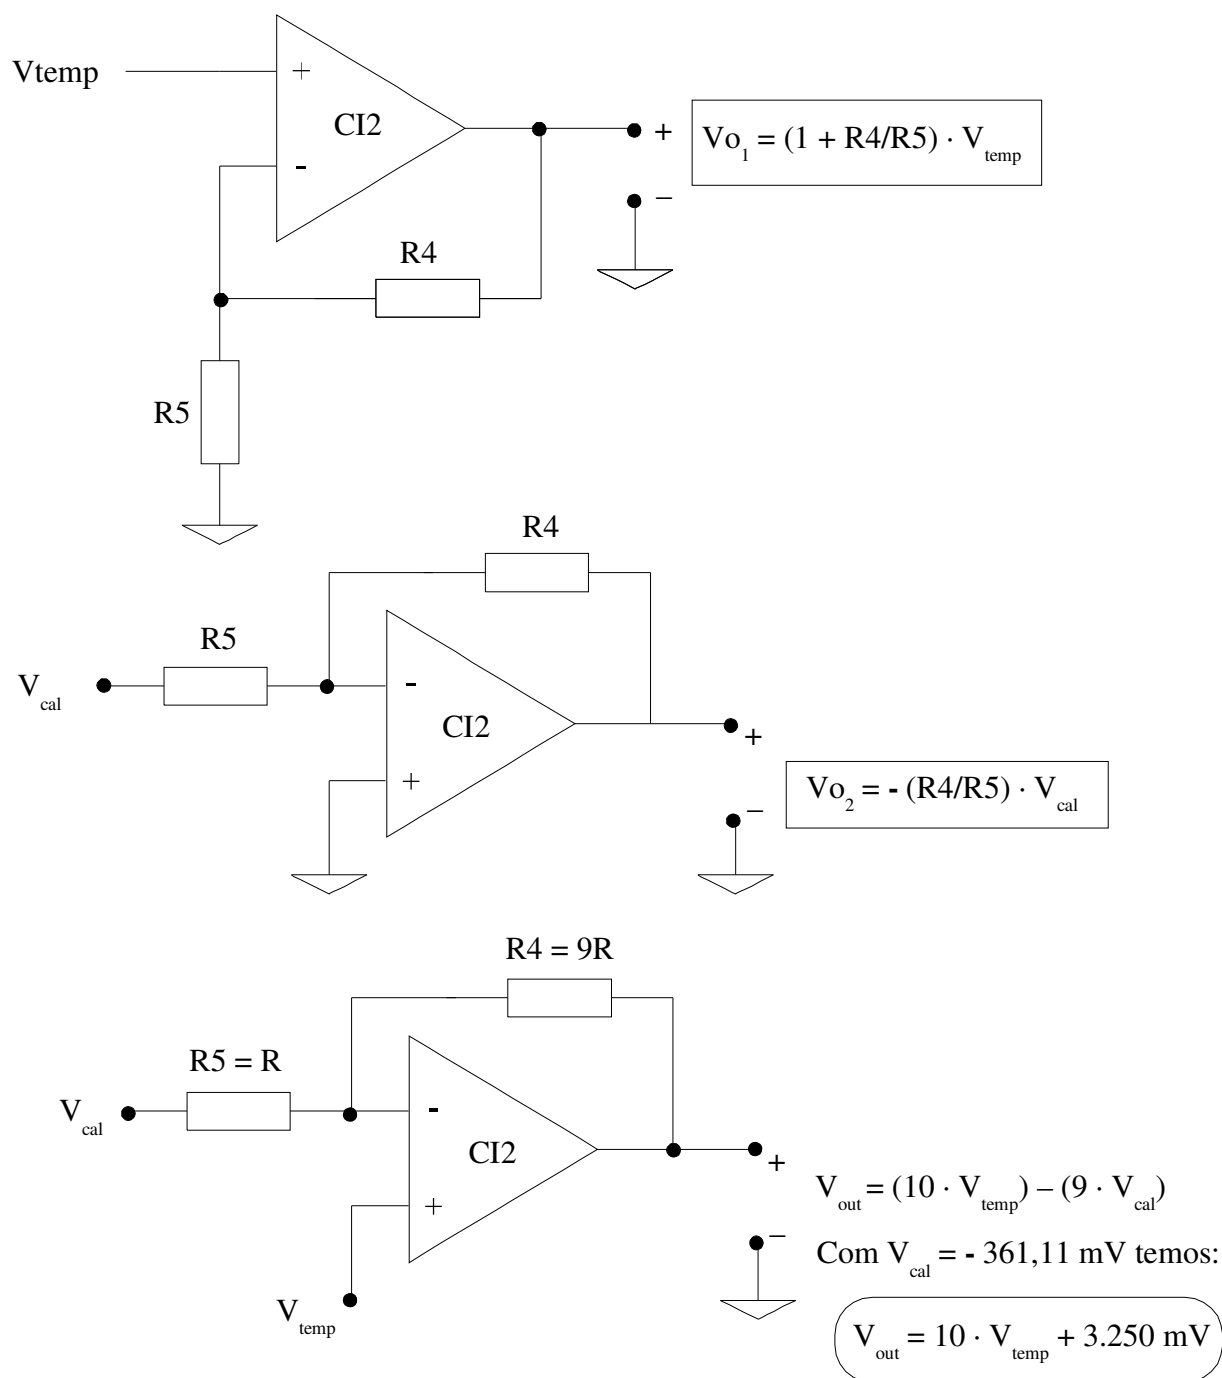 Vtemp
+
CI2
-
+
Vo1 = (1 + R4/R5) · Vtemp
–
R4
R5
R4
R5
Vcal
-
CI2
+
+
Vo2 = - (R4/R5) · Vcal
–
R4 = 9R
R5 = R
Vcal
-
CI2
+
+
Vout = (10 · Vtemp) – (9 · Vcal)
–
Com Vcal = - 361,11 mV temos:
Vtemp
Vout = 10 · Vtemp + 3.250 mV